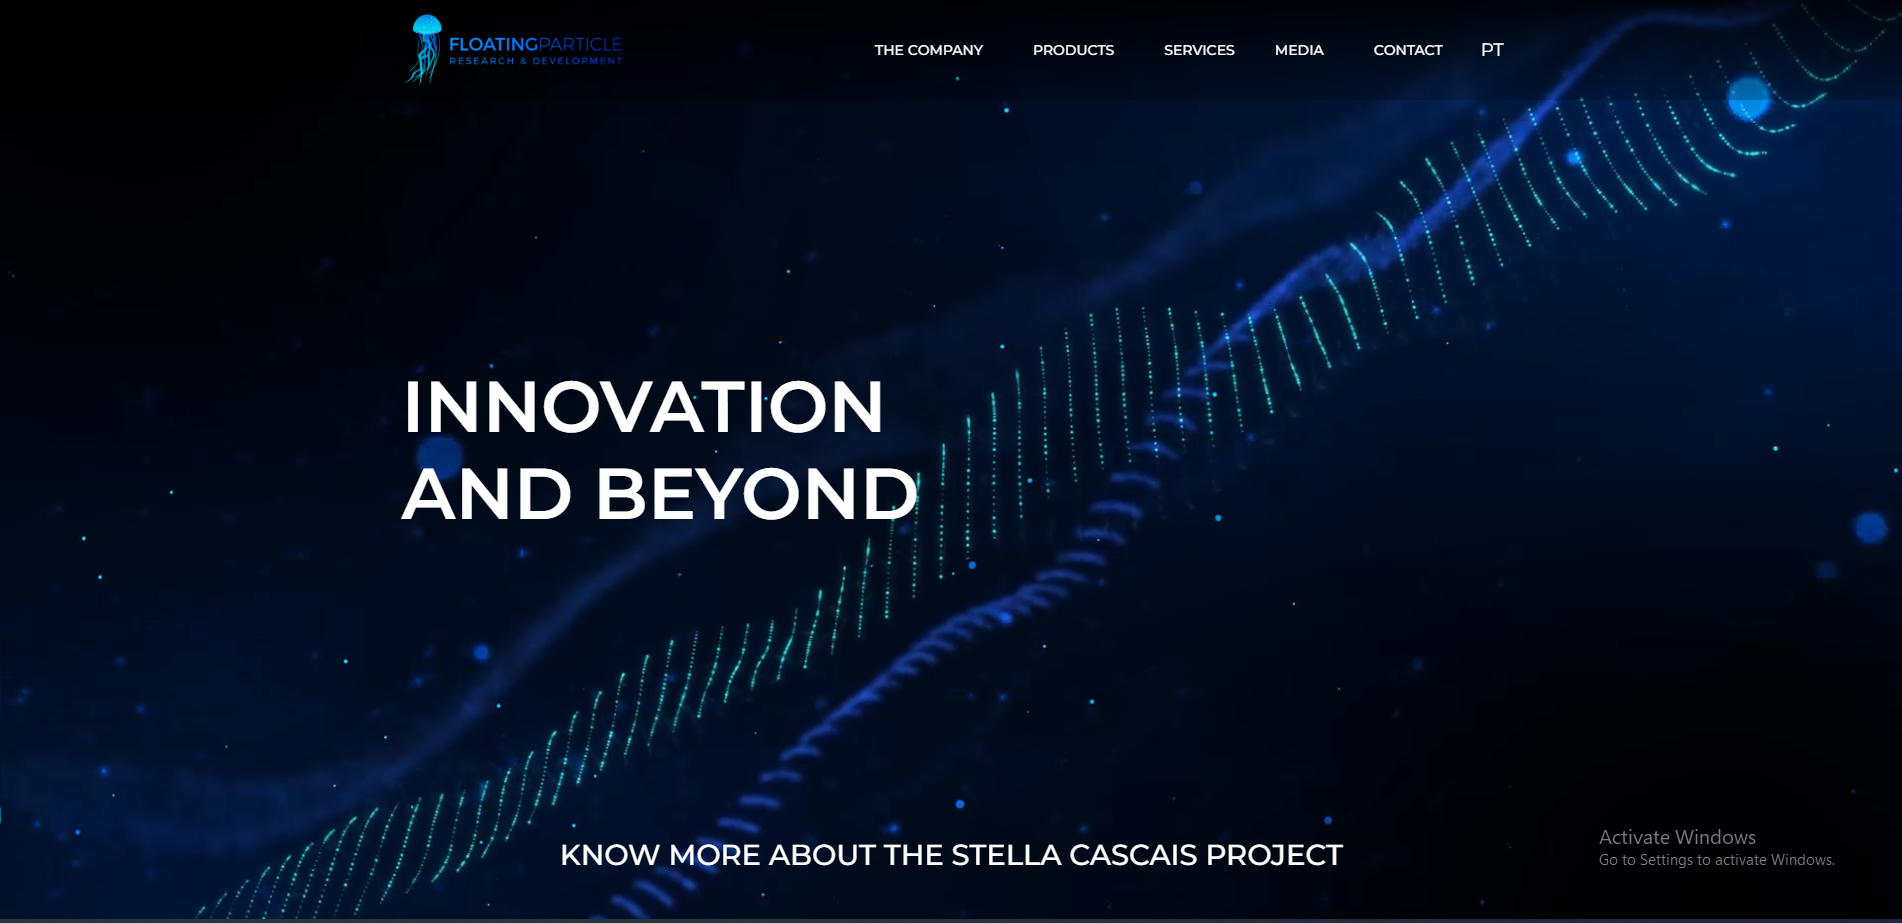 FLOATINGPARTICLE
RESEARCH & DEVELOPMENT
THE COMPANY PRODUCTS SERVICES MEDIA CONTACT PT
INNOVATION
AND BEYOND
KNOW MORE ABOUT THE STELLA CASCAIS PROJECT
Activate Windows
Go to Settings to activate Windows.